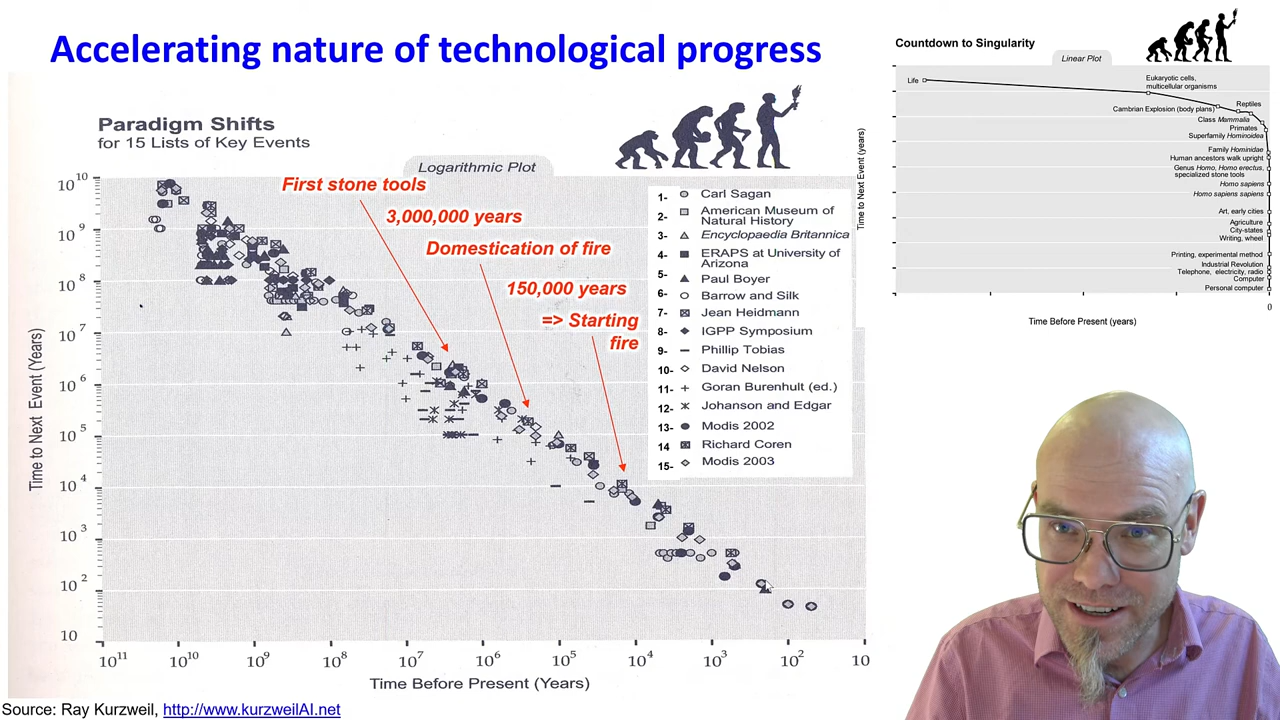 Accelerating nature of technological progress
Paradigm Shifts
for 15 Lists of Key Events
Logarithmic Plot
First stone tools
3,000,000 years
Domestication of fire
150,000 years
=> Starting
fire
1- Carl Sagan
2- American Museum of
Natural History
3- Encyclopaedia Britannica
4- ERAPS at University of
Arizona
5- Paul Boyer
6- Barrow and Silk
7- Jean Heidmann
8- IGPP Symposium
9- Phillip Tobias
10- David Nelson
11- Goran Burenhult (ed.)
12- Johanson and Edgar
13- Modis 2002
14 Richard Coren
15- Modis 2003
Time to Next Event (Years)
10^10
10^9
10^8
10^7
10^6
10^5
10^4
10^3
10^2
10
10^11 10^10 10^9 10^8 10^7 10^6 10^5 10^4 10^3 10^2 10
Time Before Present (Years)
Source: Ray Kurzweil, http://www.kurzweilAI.net
Countdown to Singularity
Linear Plot
Time to Next Event (years)
Life
Eukaryotic cells,
multicellular organisms
Reptiles
Cambrian Explosion (body plans)
Class Mammalia
Primates
Superfamily Hominoidea
Family Hominidae
Human ancestors walk upright
Genus Homo, Homo erectus,
specialized stone tools
Homo sapiens
Homo sapiens sapiens
Art, early cities
Agriculture
City-states
Writing, wheel
Printing, experimental method
Industrial Revolution
Telephone, electricity, radio
Computer
Personal computer
0
Time Before Present (years)